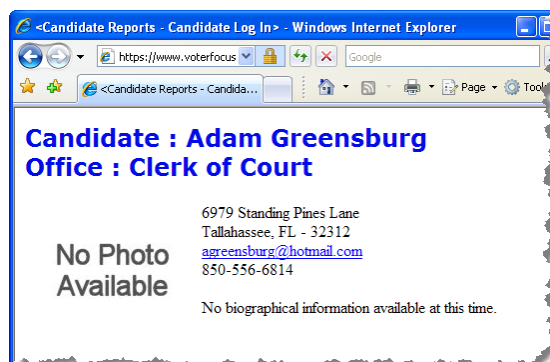 <Candidate Reports - Candidate Log In> - Windows Internet Explorer
https://www.voterfocus
Google
<Candidate Reports - Candida...
Page
Tool
Candidate : Adam Greensburg
Office : Clerk of Court
6979 Standing Pines Lane
Tallahassee, FL - 32312
agreensburg@hotmail.com
850-556-6814
No Photo
Available
No biographical information available at this time.